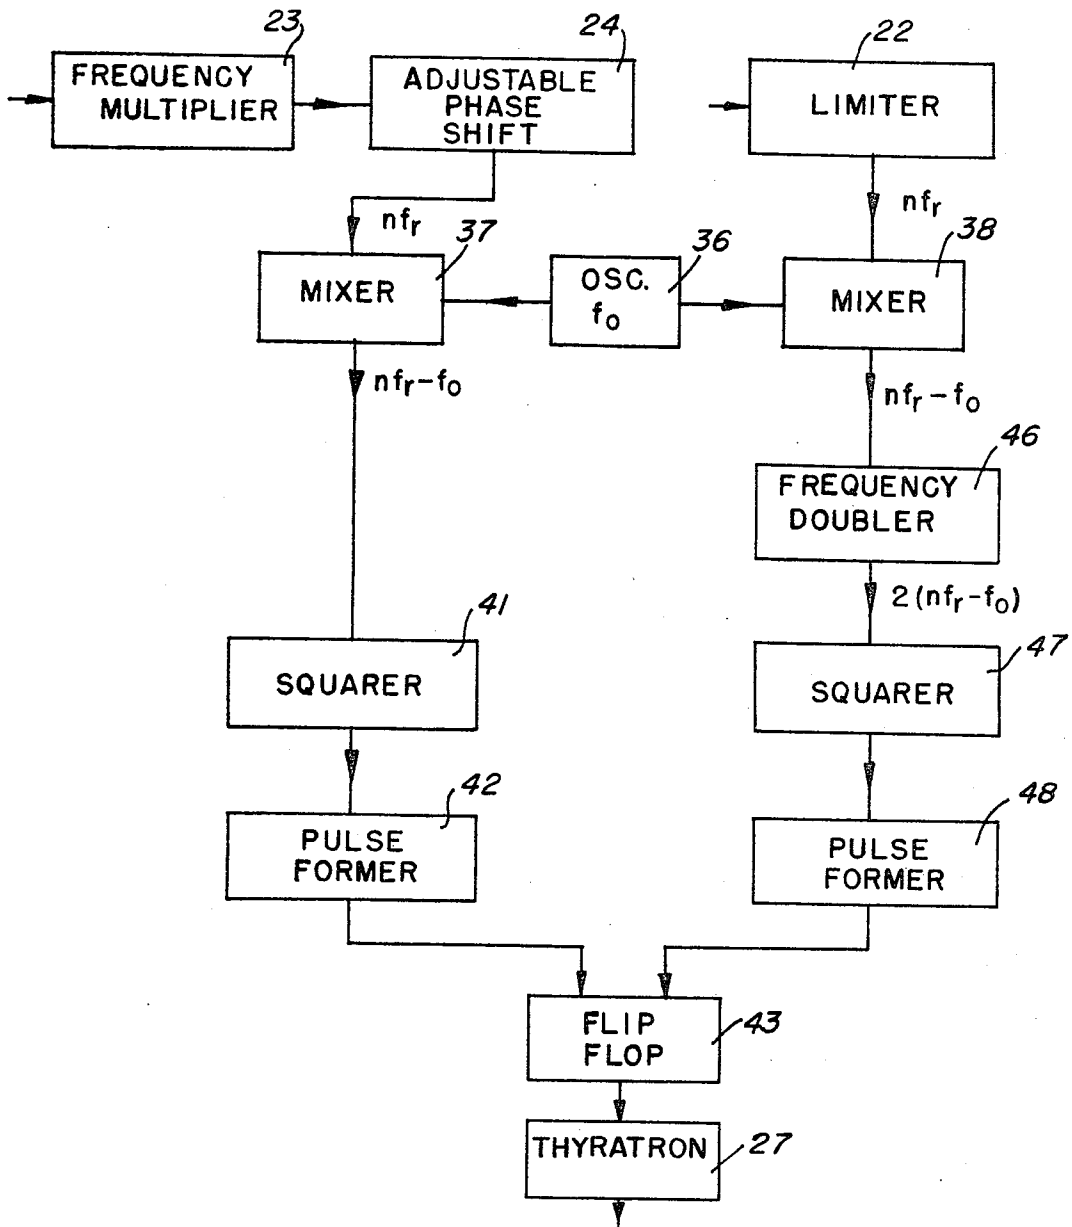 23
FREQUENCY
MULTIPLIER
24
ADJUSTABLE
PHASE
SHIFT
22
LIMITER
nfr
nfr
37
MIXER
36
OSC.
fo
38
MIXER
nfr-fo
nfr-fo
46
FREQUENCY
DOUBLER
2(nfr-fo)
41
SQUARER
47
SQUARER
42
PULSE
FORMER
48
PULSE
FORMER
43
FLIP
FLOP
THYRATRON
27